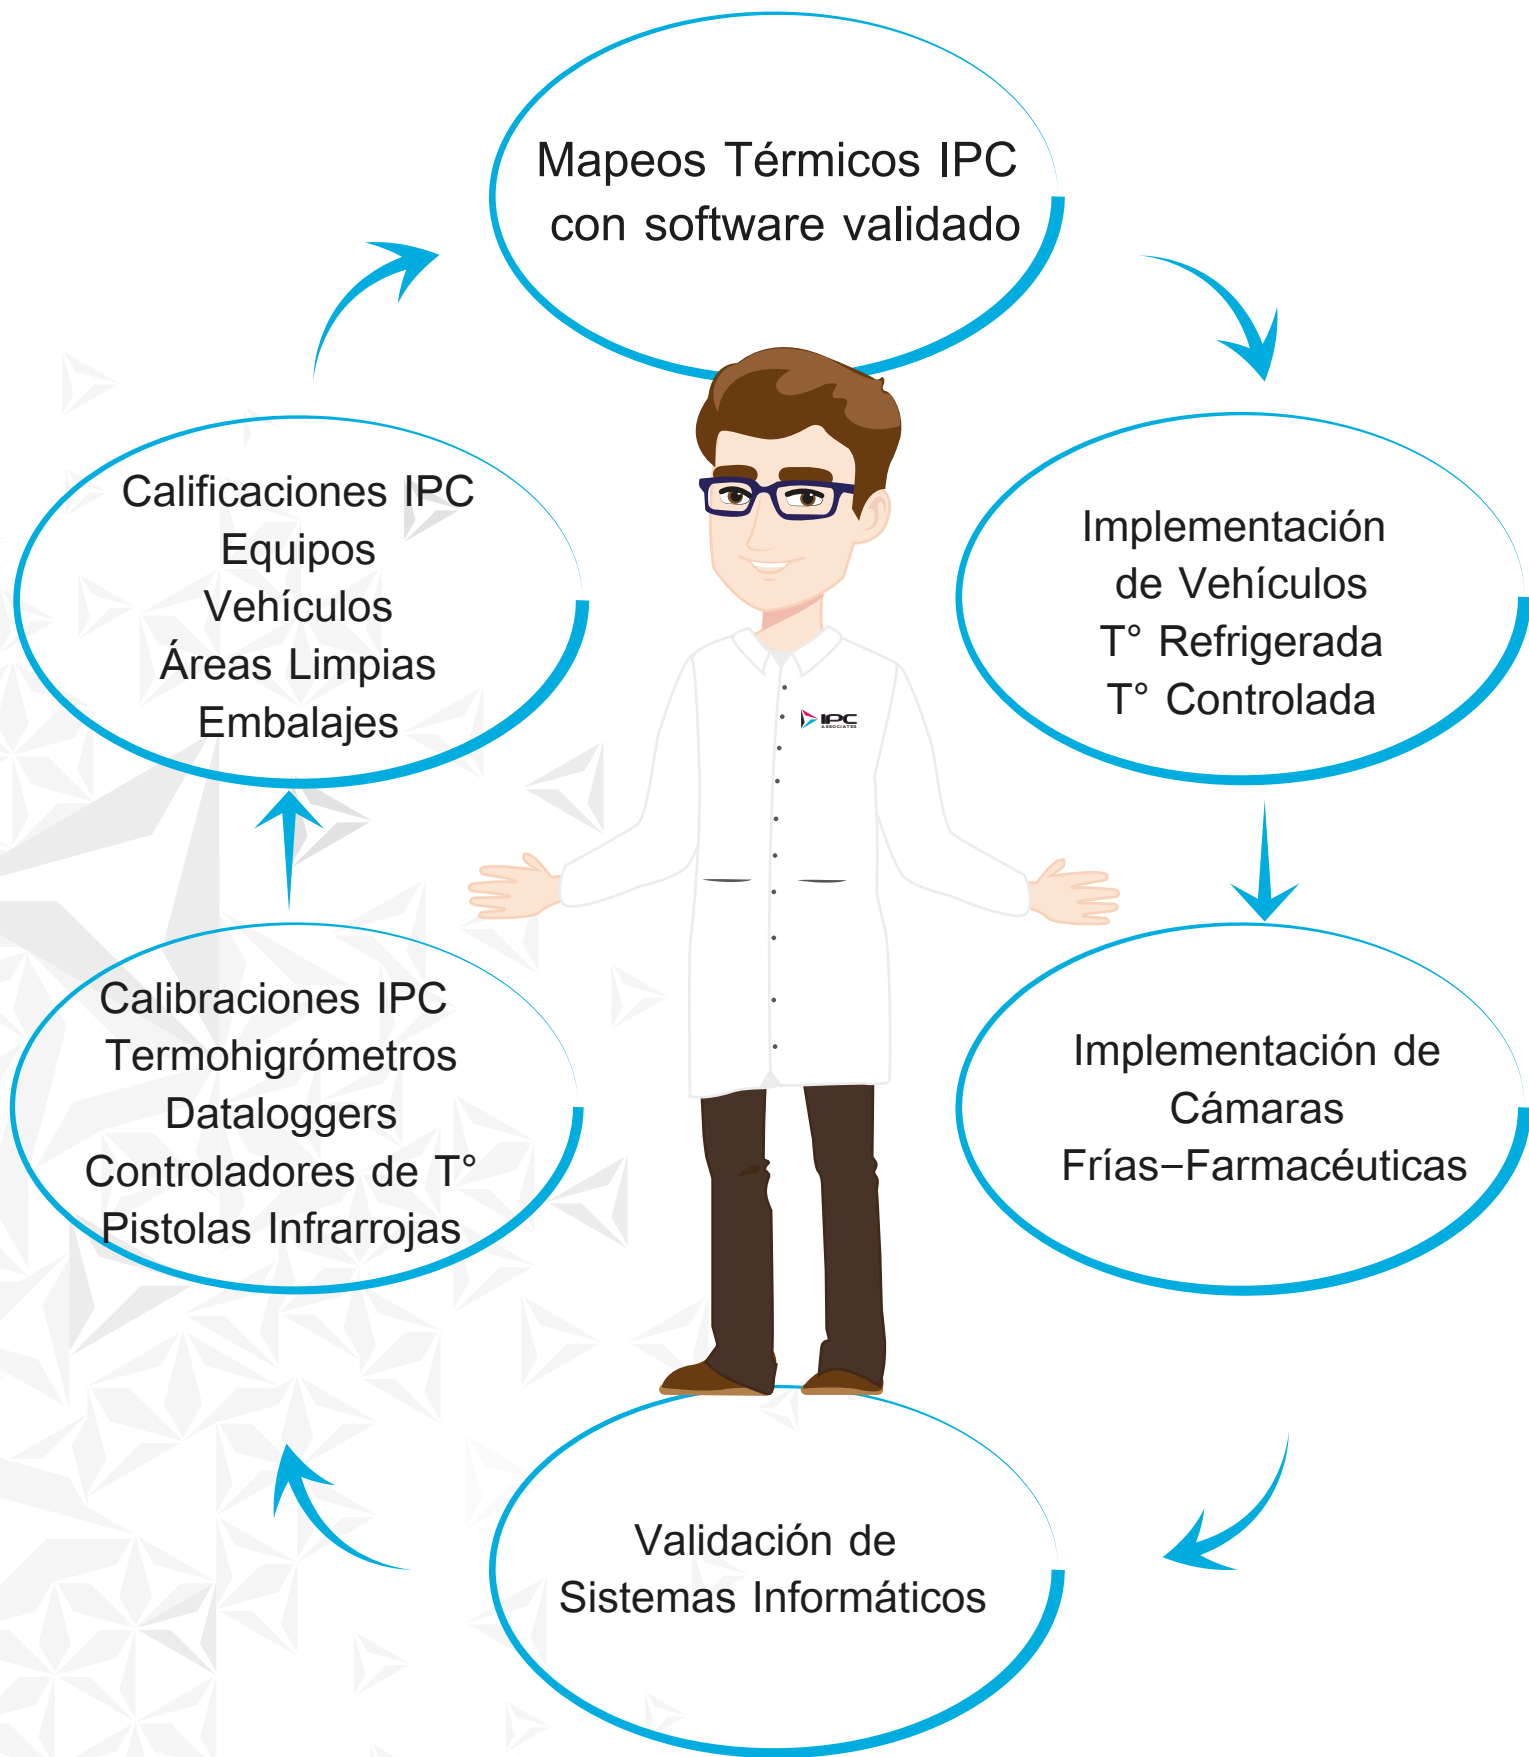 Mapeos Térmicos IPC
con software validado
Calificaciones IPC
Equipos
Vehículos
Áreas Limpias
Embalajes
Implementación
de Vehículos
T° Refrigerada
T° Controlada
IPC
ASSOCIATES
Calibraciones IPC
Termohigrómetros
Dataloggers
Controladores de T°
Pistolas Infrarrojas
Implementación de
Cámaras
Frías–Farmacéuticas
Validación de
Sistemas Informáticos